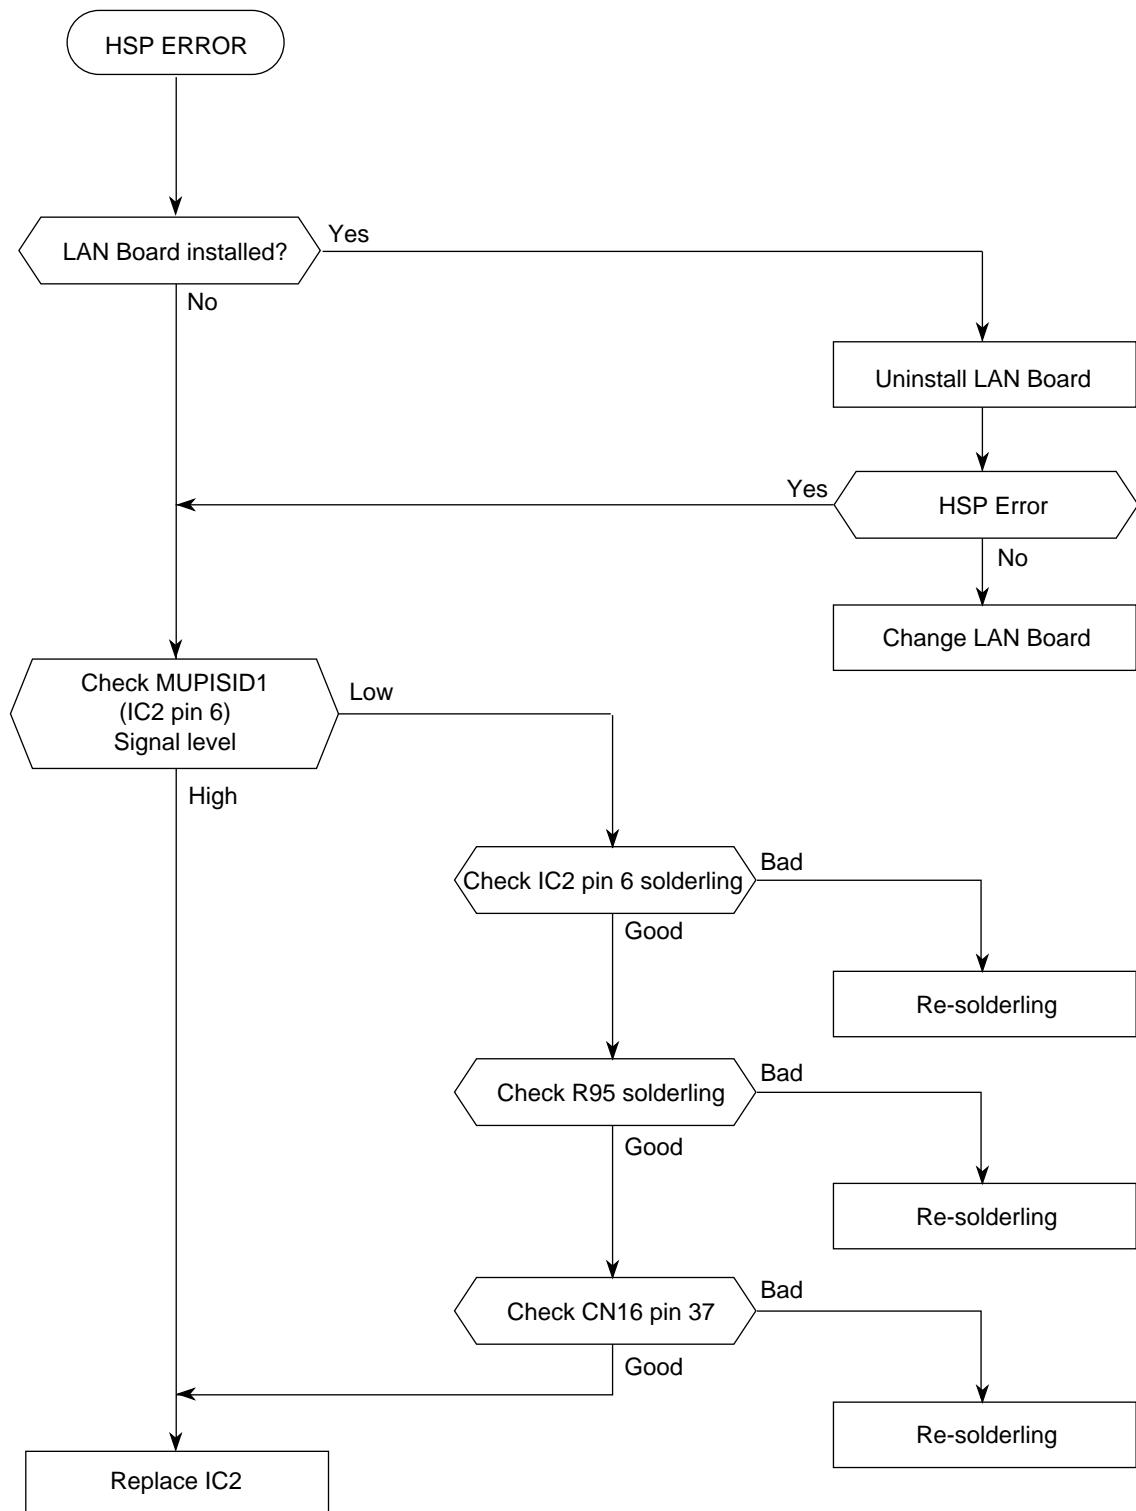 HSP ERROR
LAN Board installed?
Yes
No
Uninstall LAN Board
HSP Error
Yes
No
Change LAN Board
Check MUPISID1
(IC2 pin 6)
Signal level
Low
High
Check IC2 pin 6 solderling
Bad
Good
Re-solderling
Check R95 solderling
Bad
Good
Re-solderling
Check CN16 pin 37
Bad
Good
Re-solderling
Replace IC2